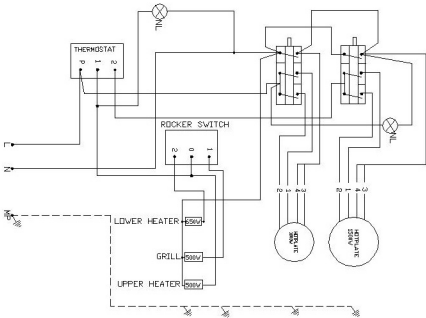 NL
THERMOSTAT
P 1 2
ROCKER SWITCH
2 0 1
NL
L
N
2 1 3 4
2 1 4 3
LOWER HEATER 650W
HOTPLATE
HOTPLATE
GRILL 500W
UPPER HEATER 500W